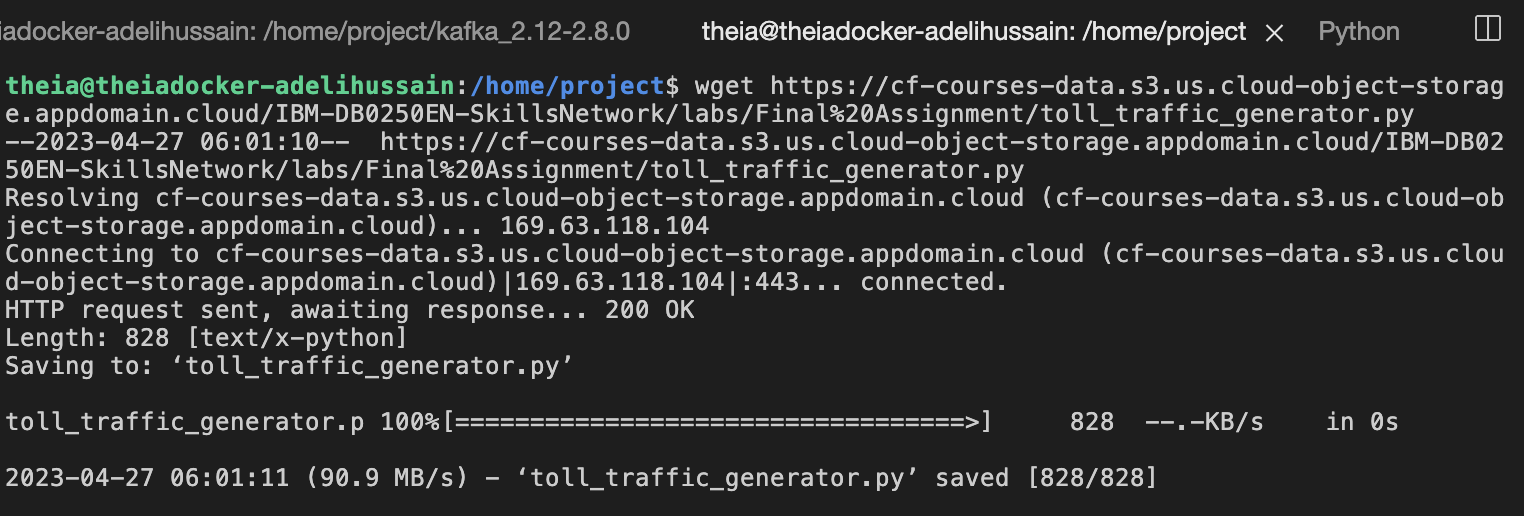 iadocker-adelihussain: /home/project/kafka_2.12-2.8.0 theia@theiadocker-adelihussain: /home/project × Python
theia@theiadocker-adelihussain:/home/project$ wget https://cf-courses-data.s3.us.cloud-object-storag
e.appdomain.cloud/IBM-DB0250EN-SkillsNetwork/labs/Final%20Assignment/toll_traffic_generator.py
--2023-04-27 06:01:10--  https://cf-courses-data.s3.us.cloud-object-storage.appdomain.cloud/IBM-DB02
50EN-SkillsNetwork/labs/Final%20Assignment/toll_traffic_generator.py
Resolving cf-courses-data.s3.us.cloud-object-storage.appdomain.cloud (cf-courses-data.s3.us.cloud-ob
ject-storage.appdomain.cloud)... 169.63.118.104
Connecting to cf-courses-data.s3.us.cloud-object-storage.appdomain.cloud (cf-courses-data.s3.us.clou
d-object-storage.appdomain.cloud)|169.63.118.104|:443... connected.
HTTP request sent, awaiting response... 200 OK
Length: 828 [text/x-python]
Saving to: ‘toll_traffic_generator.py’
toll_traffic_generator.p 100%[==================================>]     828  --.-KB/s    in 0s
2023-04-27 06:01:11 (90.9 MB/s) - ‘toll_traffic_generator.py’ saved [828/828]